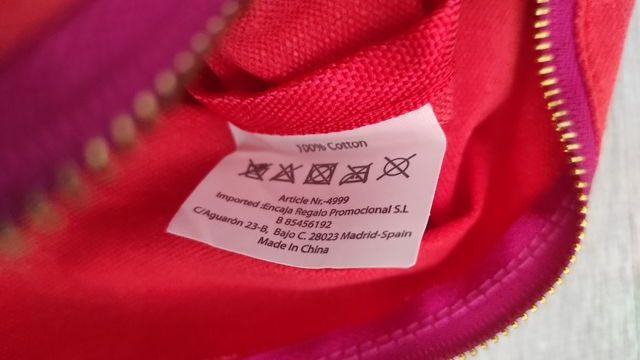 100% Cotton
Article Nr.-4999
Imported :Encaja Regalo Promocional S.L
B 85456192
C/Aguarón 23-B, Bajo C. 28023 Madrid-Spain
Made in China